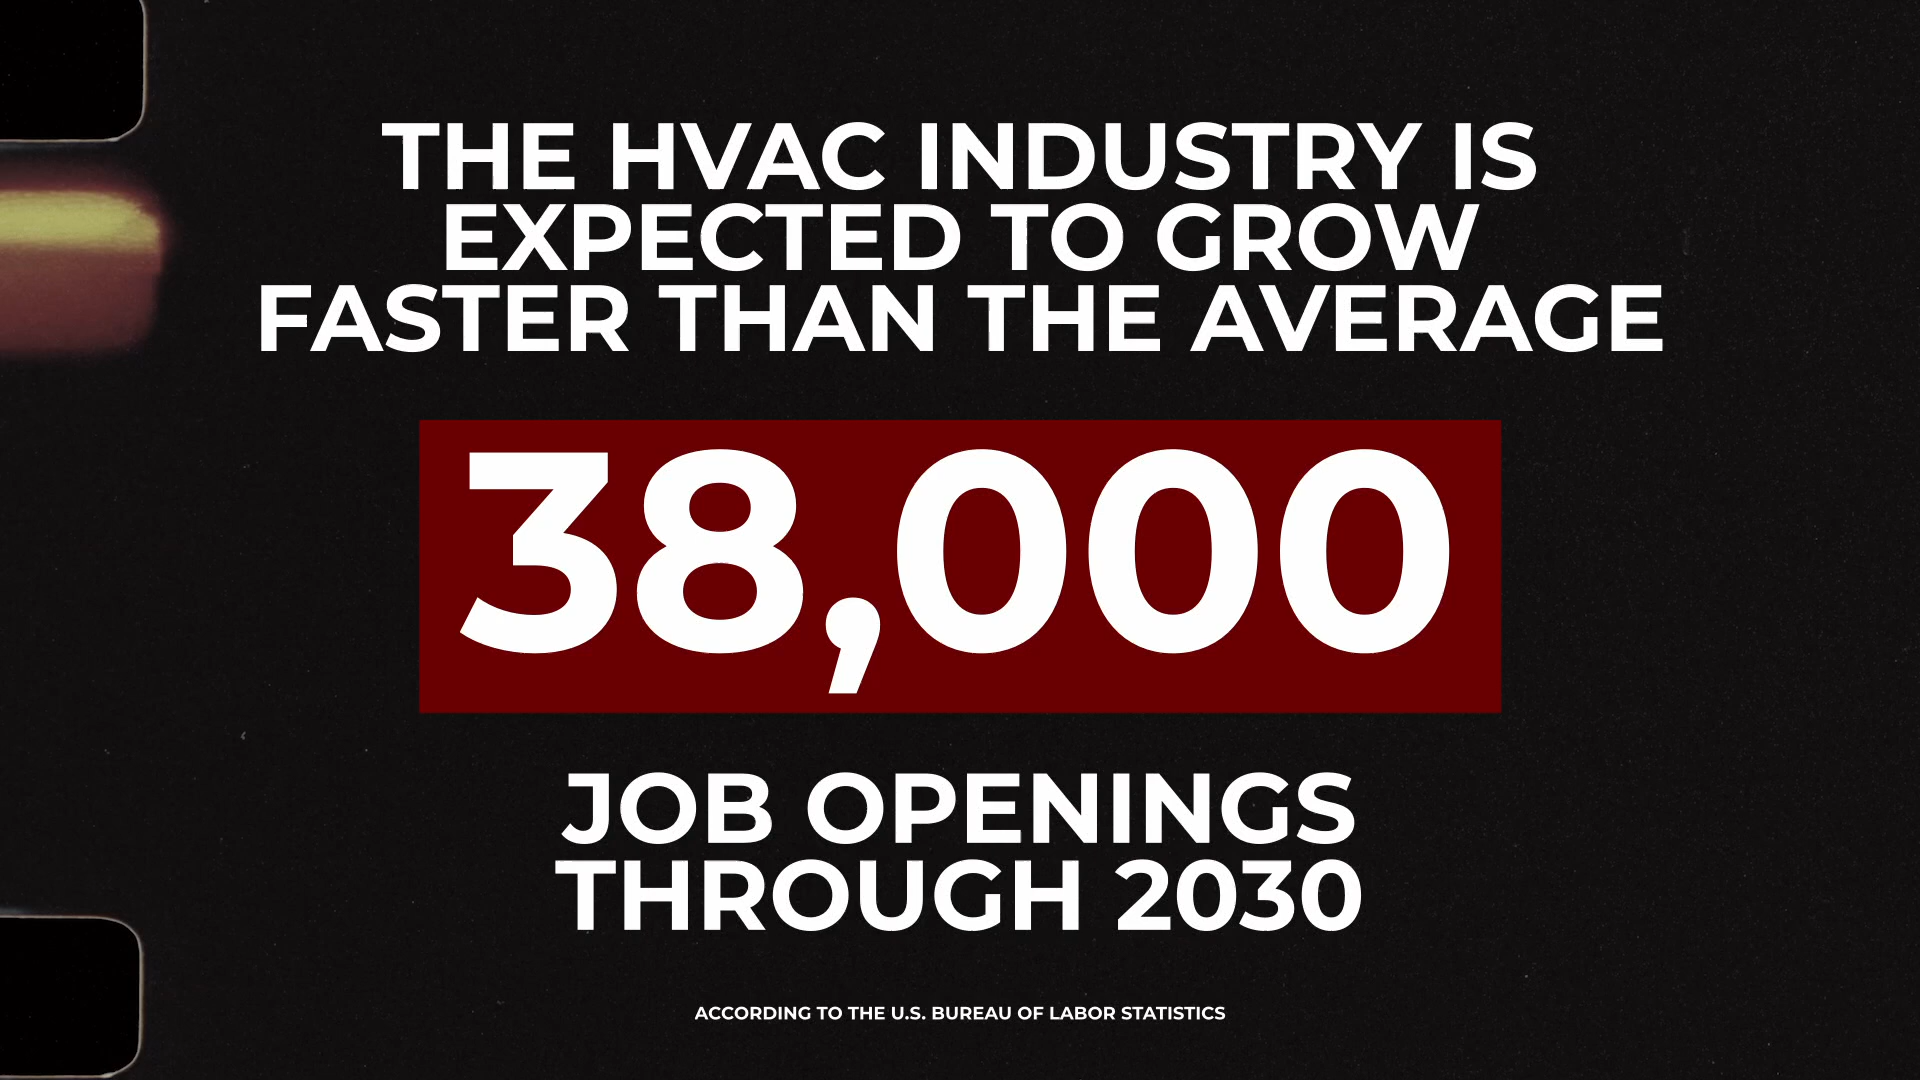 THE HVAC INDUSTRY IS
EXPECTED TO GROW
FASTER THAN THE AVERAGE
38,000
JOB OPENINGS
THROUGH 2030
ACCORDING TO THE U.S. BUREAU OF LABOR STATISTICS